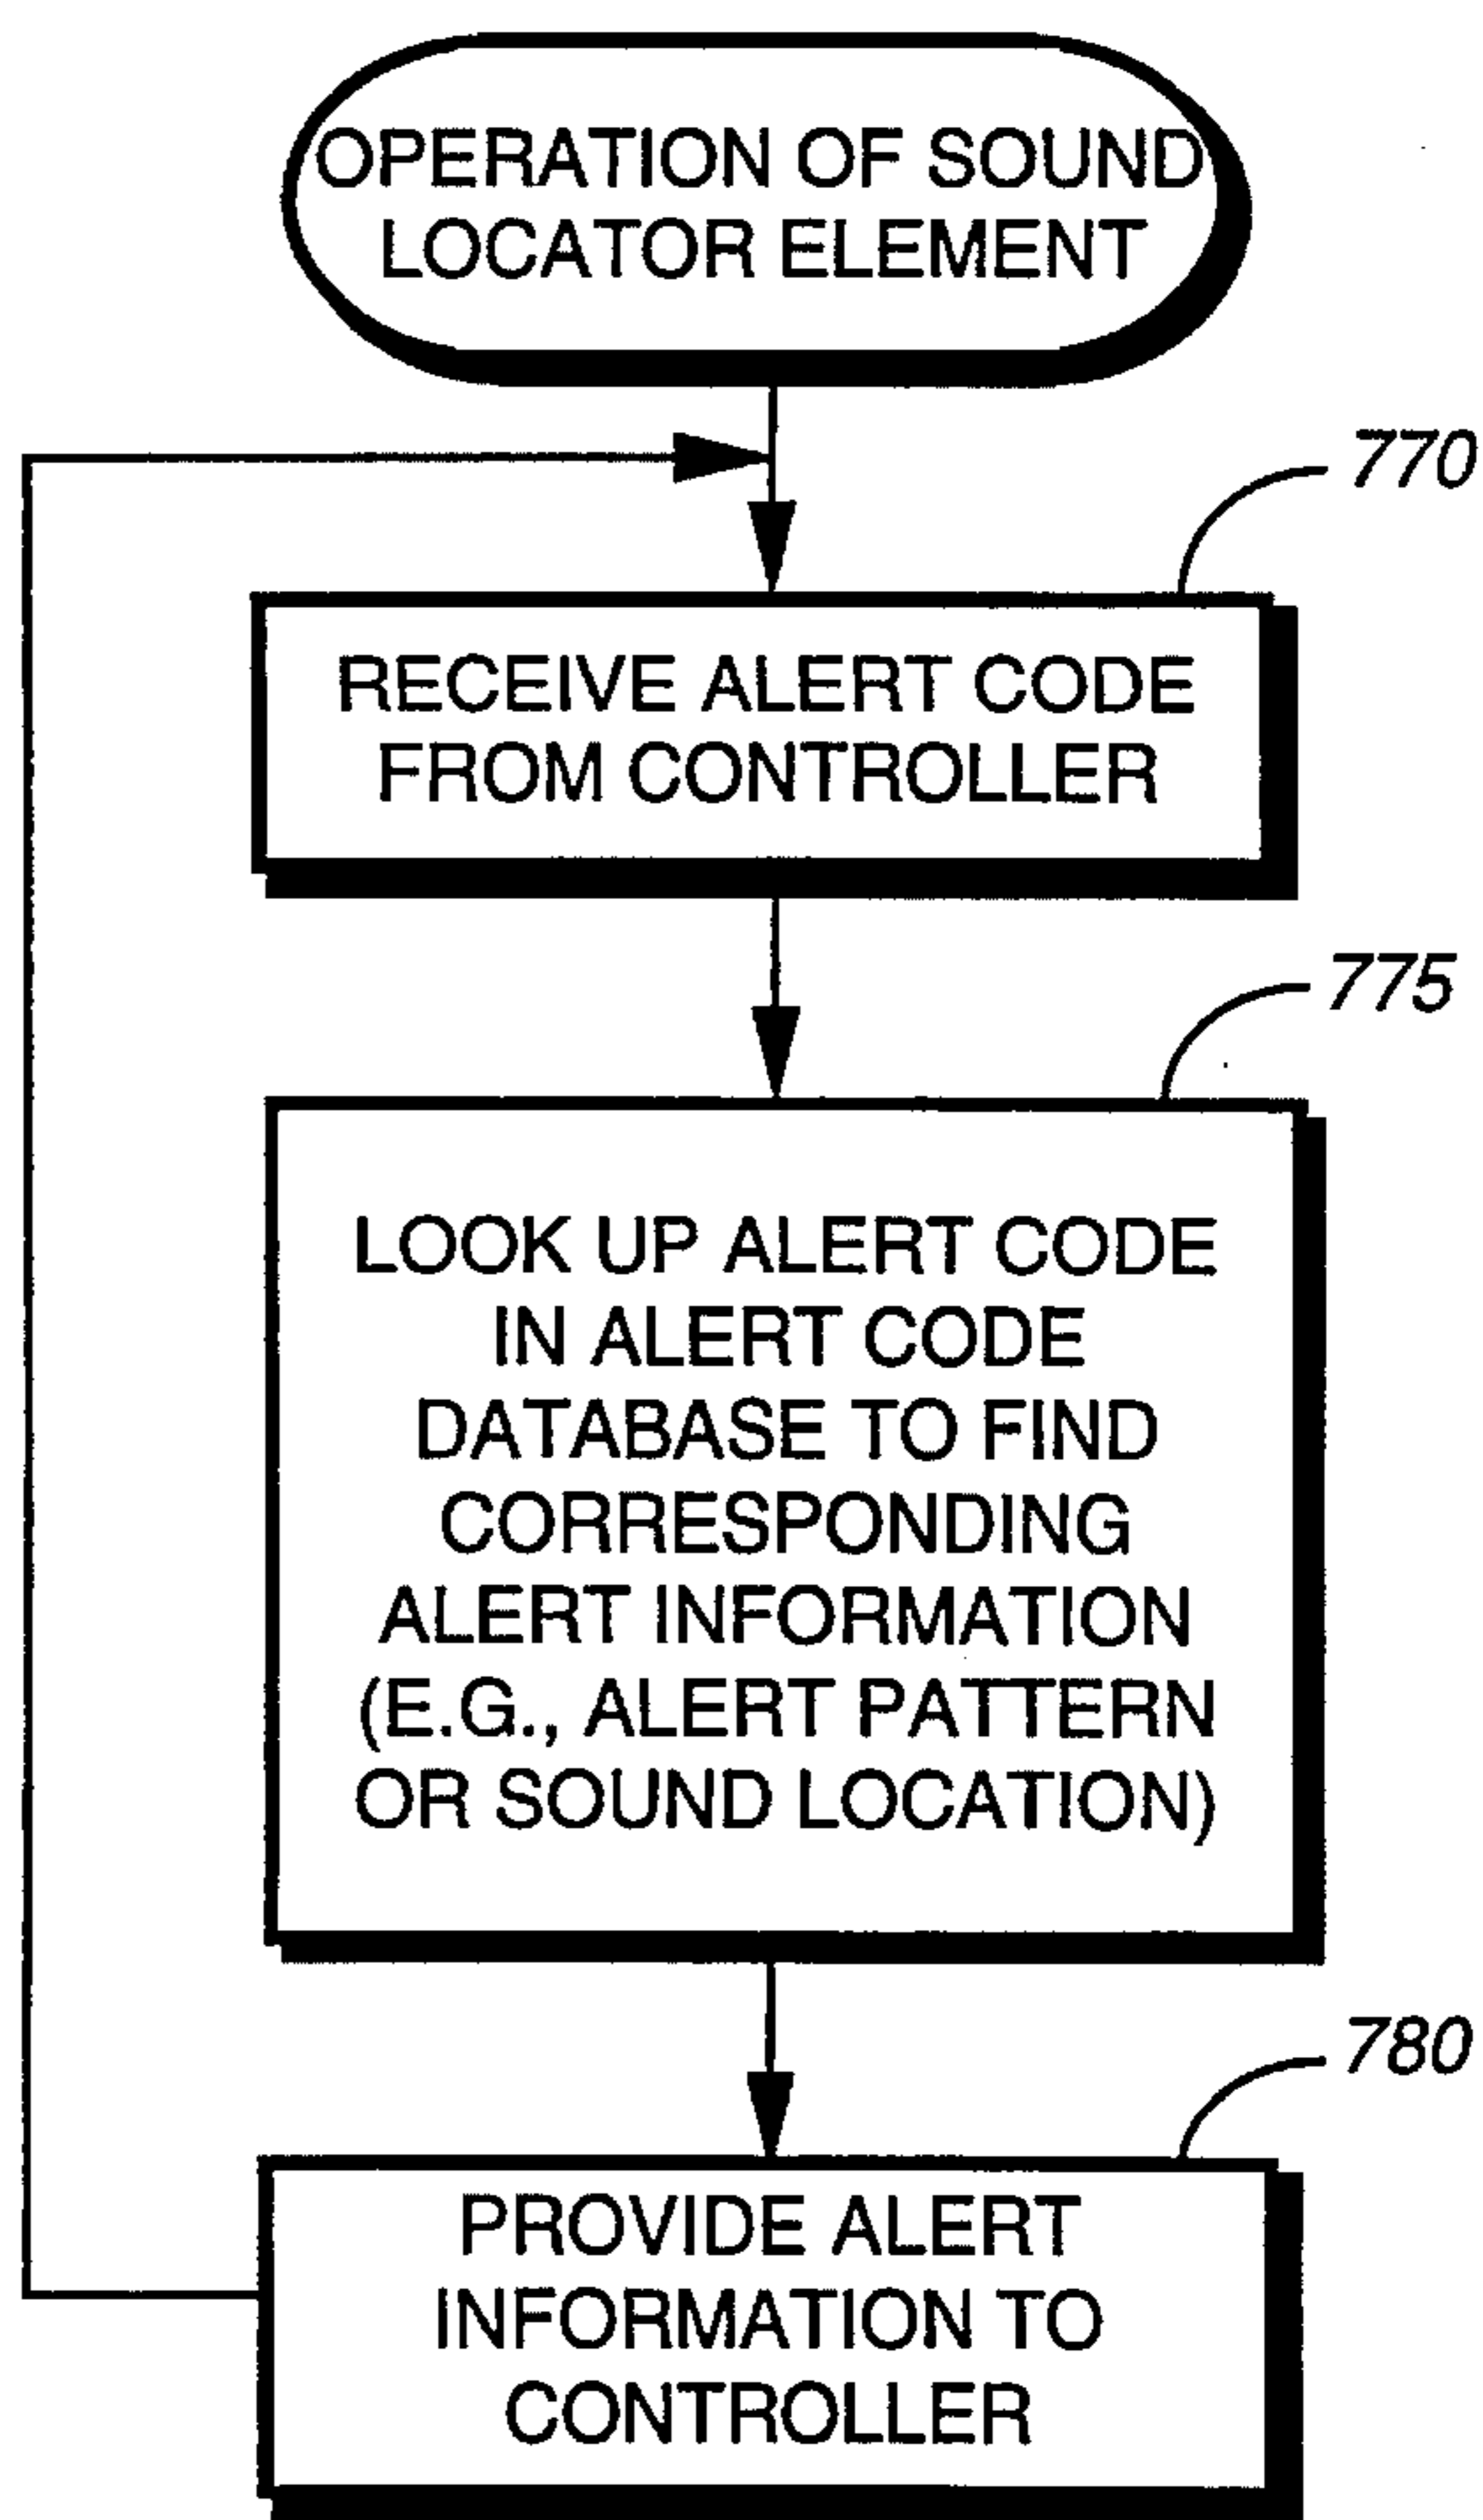 OPERATION OF SOUND
LOCATOR ELEMENT
770
RECEIVE ALERT CODE
FROM CONTROLLER
775
LOOK UP ALERT CODE
IN ALERT CODE
DATABASE TO FIND
CORRESPONDING
ALERT INFORMATION
(E.G., ALERT PATTERN
OR SOUND LOCATION)
780
PROVIDE ALERT
INFORMATION TO
CONTROLLER